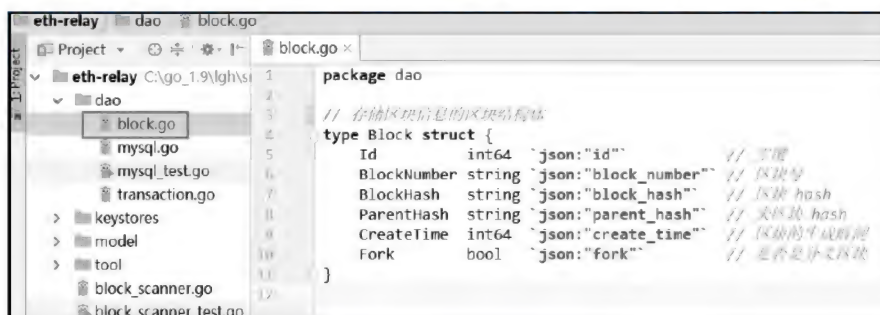 eth-relay dao block.go
1: Project
Project
block.go ×
eth-relay C:\go_1.9\lgh\s
dao
block.go
mysql.go
mysql_test.go
transaction.go
keystores
model
tool
block_scanner.go
block_scanner_test.go
1 package dao
2
3 // 存储区块信息的区块结构体
4 type Block struct {
5 Id int64 `json:"id"` // 主键
6 BlockNumber string `json:"block_number"` // 区块号
7 BlockHash string `json:"block_hash"` // 区块 hash
8 ParentHash string `json:"parent_hash"` // 父区块 hash
9 CreateTime int64 `json:"create_time"` // 区块的生成时间
10 Fork bool `json:"fork"` // 是否是分叉区块
11 }
12